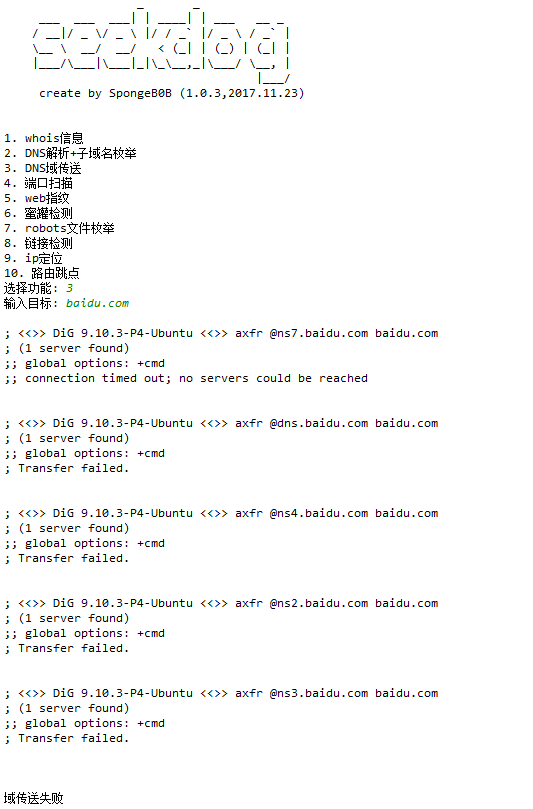 seekdog
create by SpongeB0B (1.0.3,2017.11.23)
1. whois信息
2. DNS解析+子域名枚举
3. DNS域传送
4. 端口扫描
5. web指纹
6. 蜜罐检测
7. robots文件枚举
8. 链接检测
9. ip定位
10. 路由跳点
选择功能: 3
输入目标: baidu.com
; <<>> DiG 9.10.3-P4-Ubuntu <<>> axfr @ns7.baidu.com baidu.com
; (1 server found)
;; global options: +cmd
;; connection timed out; no servers could be reached
; <<>> DiG 9.10.3-P4-Ubuntu <<>> axfr @dns.baidu.com baidu.com
; (1 server found)
;; global options: +cmd
; Transfer failed.
; <<>> DiG 9.10.3-P4-Ubuntu <<>> axfr @ns4.baidu.com baidu.com
; (1 server found)
;; global options: +cmd
; Transfer failed.
; <<>> DiG 9.10.3-P4-Ubuntu <<>> axfr @ns2.baidu.com baidu.com
; (1 server found)
;; global options: +cmd
; Transfer failed.
; <<>> DiG 9.10.3-P4-Ubuntu <<>> axfr @ns3.baidu.com baidu.com
; (1 server found)
;; global options: +cmd
; Transfer failed.
域传送失败